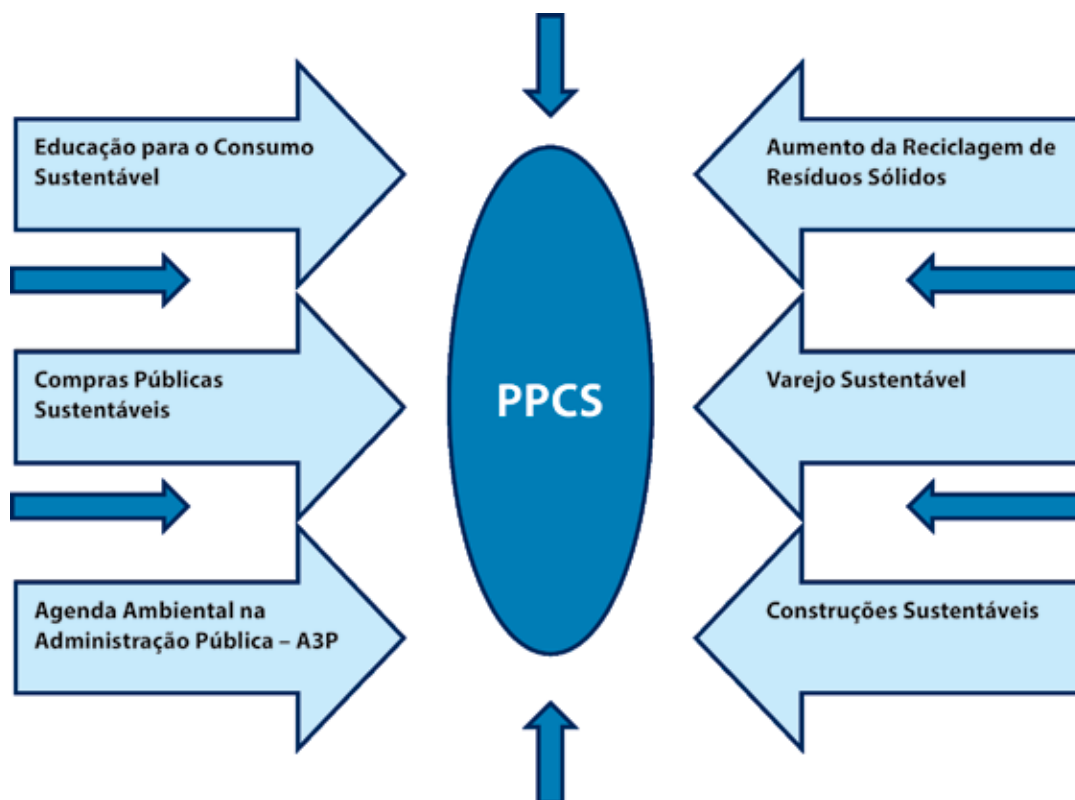 Educação para o Consumo
Sustentável
Compras Públicas
Sustentáveis
Agenda Ambiental na
Administração Pública – A3P
PPCS
Aumento da Reciclagem de
Resíduos Sólidos
Varejo Sustentável
Construções Sustentáveis